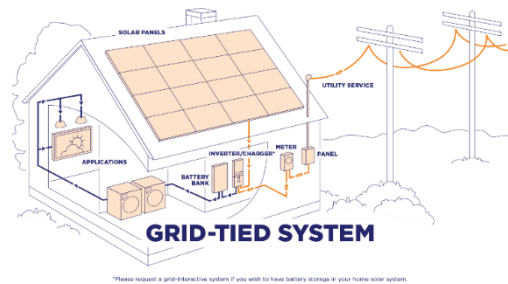 SOLAR PANELS
UTILITY SERVICE
METER
PANEL
INVERTER/CHARGER*
APPLICATIONS
BATTERY
BANK
GRID-TIED SYSTEM
*Please request a grid-interactive system if you wish to have battery storage in your home solar system.